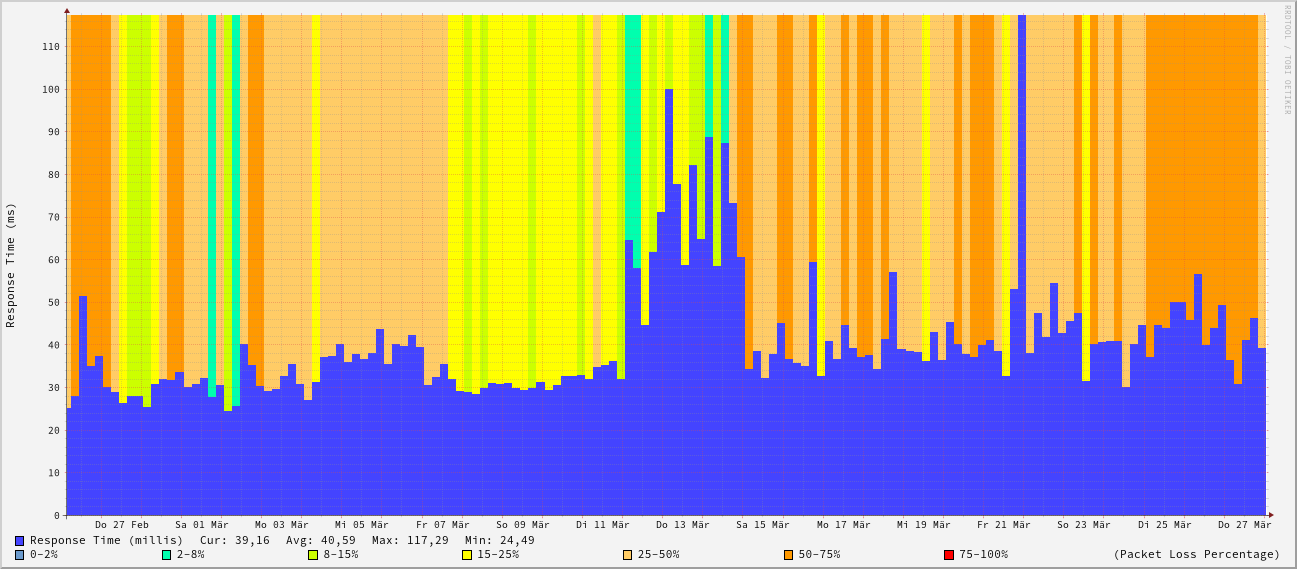 RRDTOOL / TOBI OETIKER
Response Time (ms)
110
100
90
80
70
60
50
40
30
20
10
0
Do 27 Feb Sa 01 Mär Mo 03 Mär Mi 05 Mär Fr 07 Mär So 09 Mär Di 11 Mär Do 13 Mär Sa 15 Mär Mo 17 Mär Mi 19 Mär Fr 21 Mär So 23 Mär Di 25 Mär Do 27 Mär
Response Time (millis) Cur: 39,16 Avg: 40,59 Max: 117,29 Min: 24,49
0-2% 2-8% 8-15% 15-25% 25-50% 50-75% 75-100% (Packet Loss Percentage)